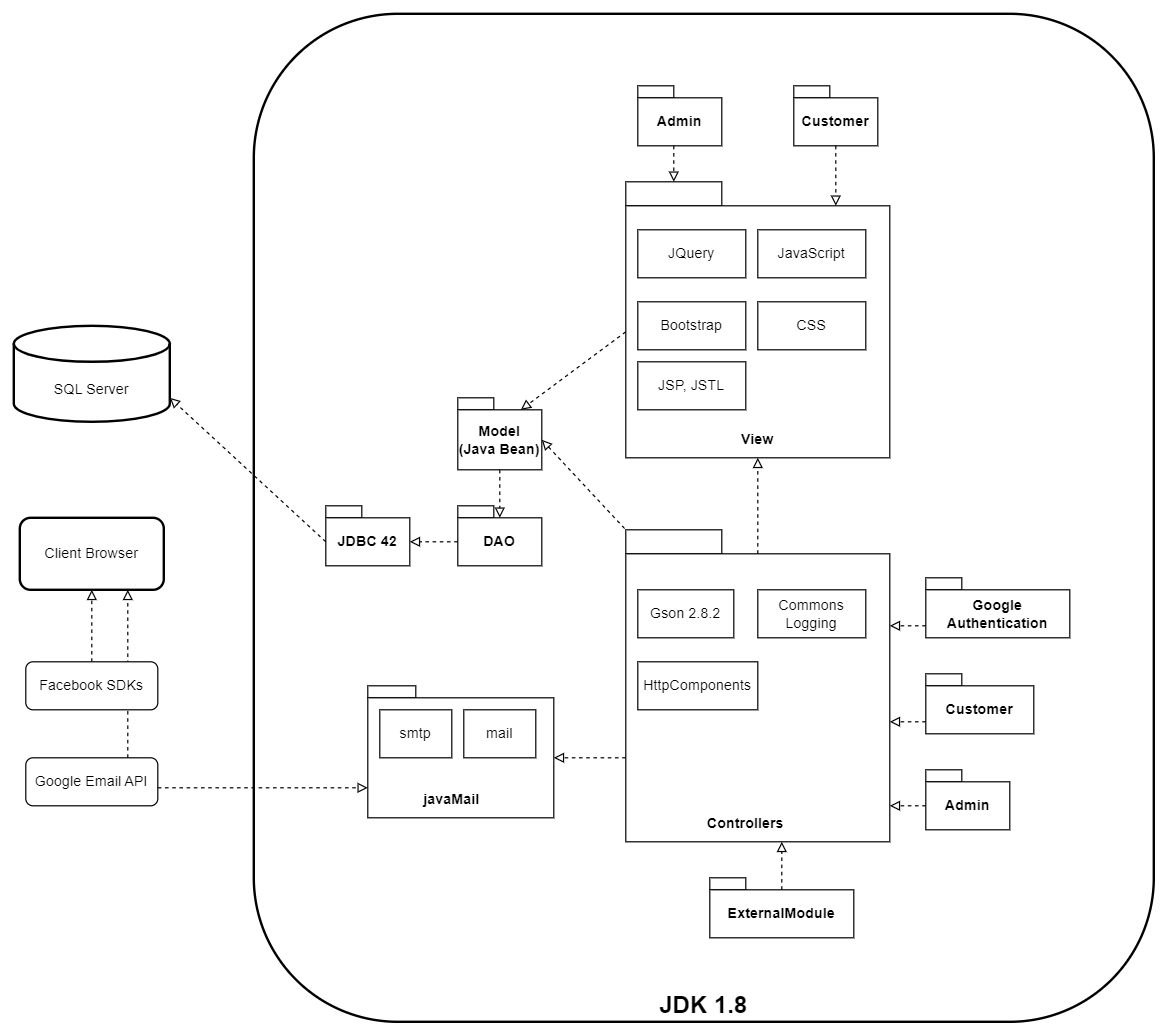 Admin
Customer
JQuery
JavaScript
Bootstrap
CSS
JSP, JSTL
View
SQL Server
Model
(Java Bean)
JDBC 42
DAO
Client Browser
Gson 2.8.2
Commons
Logging
Google
Authentication
HttpComponents
Facebook SDKs
Customer
smtp
mail
Google Email API
javaMail
Admin
Controllers
ExternalModule
JDK 1.8